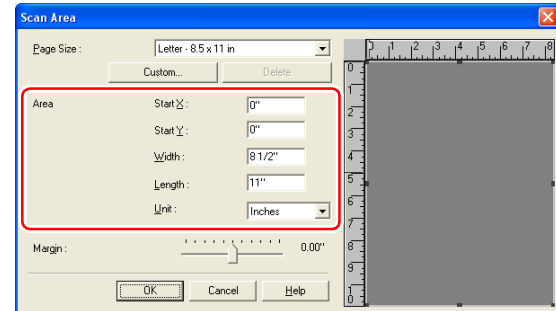 Scan Area
Page Size : Letter - 8.5 x 11 in
Custom... Delete
Area Start X : 0"
Start Y : 0"
Width : 8 1/2"
Length : 11"
Unit : Inches
Margin : 0.00"
OK Cancel Help
0 1 2 3 4 5 6 7 8
0
1
2
3
4
5
6
7
8
9
10